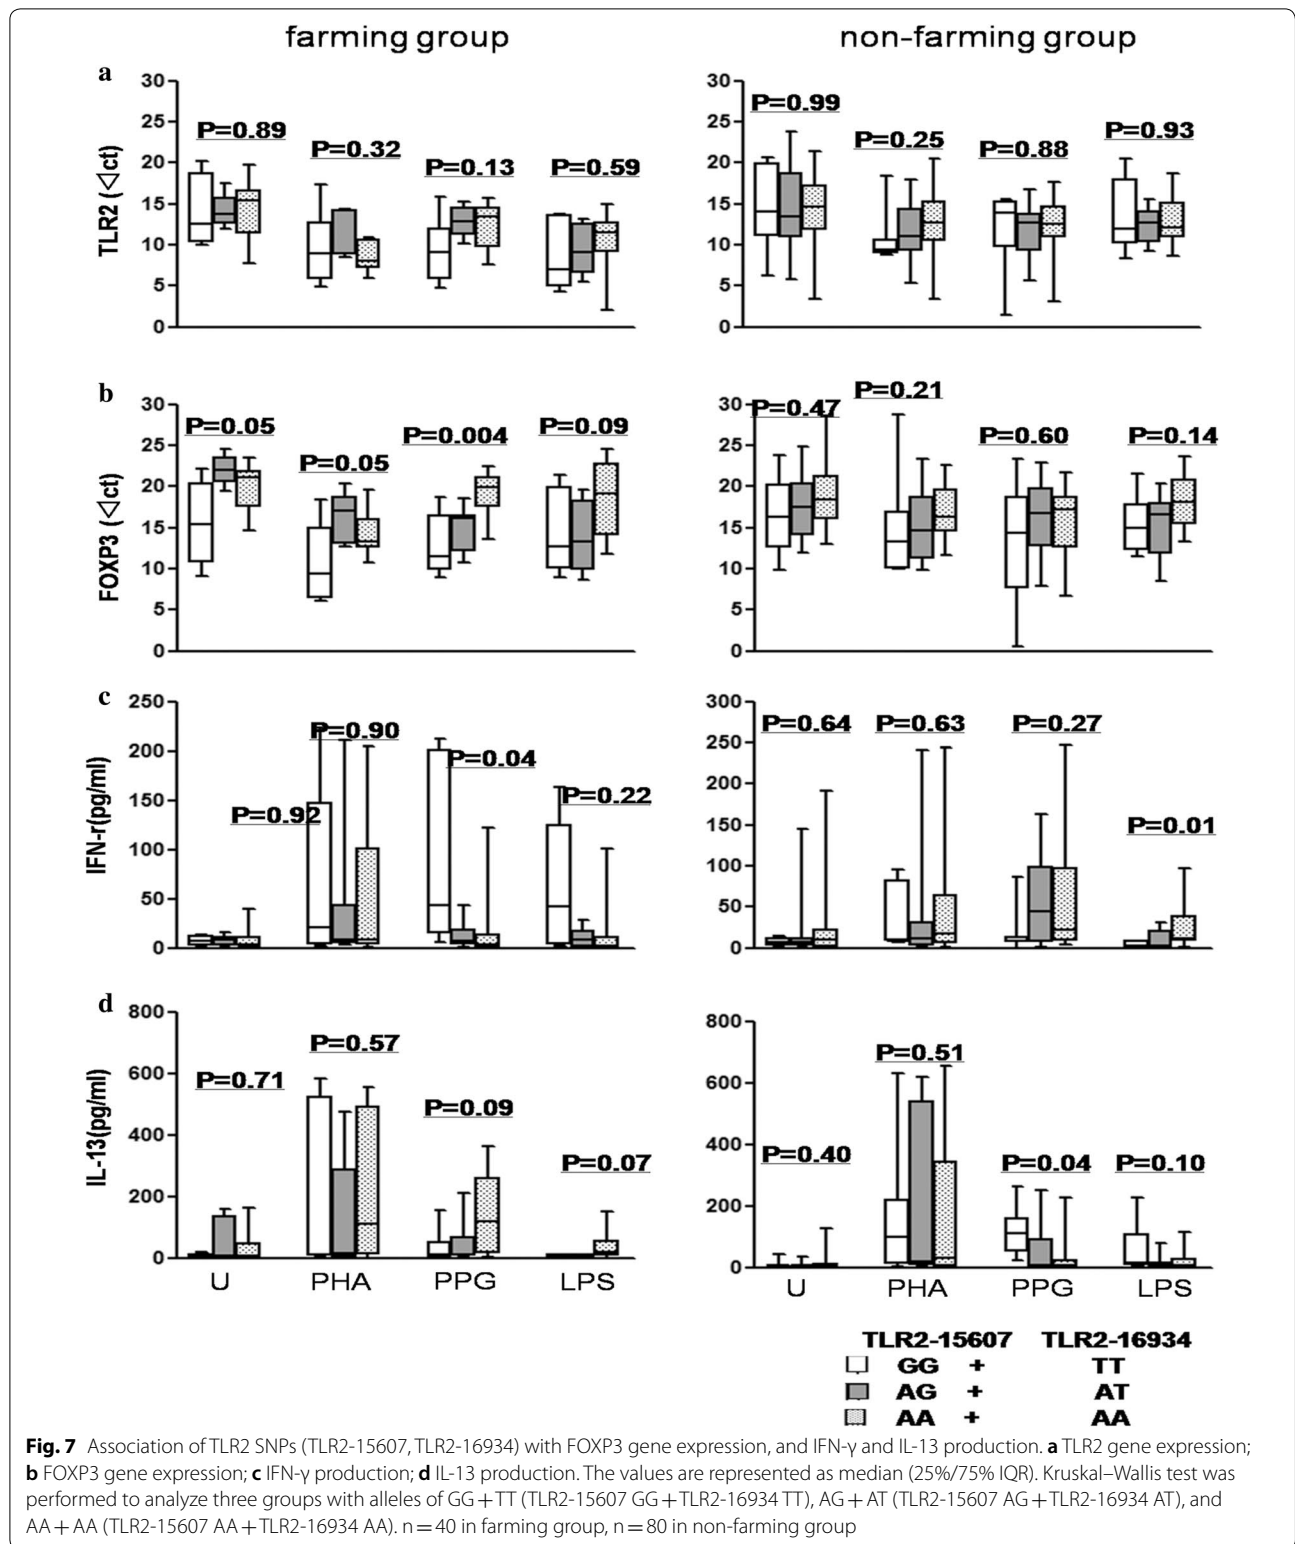 farming group
non-farming group
a
TLR2 (◁ct)
30
25
20
15
10
5
0
P=0.89
P=0.32
P=0.13
P=0.59
30
25
20
15
10
5
0
P=0.99
P=0.25
P=0.88
P=0.93
b
FOXP3 (◁ct)
30
25
20
15
10
5
0
P=0.05
P=0.05
P=0.004
P=0.09
30
25
20
15
10
5
0
P=0.47
P=0.21
P=0.60
P=0.14
c
IFN-r(pg/ml)
250
200
150
100
50
0
P=0.92
P=0.90
P=0.04
P=0.22
300
250
200
150
100
50
0
P=0.64
P=0.63
P=0.27
P=0.01
d
IL-13(pg/ml)
800
600
400
200
0
P=0.71
P=0.57
P=0.09
P=0.07
U PHA PPG LPS
800
600
400
200
0
P=0.40
P=0.51
P=0.04
P=0.10
U PHA PPG LPS
TLR2-15607 TLR2-16934
GG + TT
AG + AT
AA + AA
Fig. 7 Association of TLR2 SNPs (TLR2-15607, TLR2-16934) with FOXP3 gene expression, and IFN-γ and IL-13 production. a TLR2 gene expression;
b FOXP3 gene expression; c IFN-γ production; d IL-13 production. The values are represented as median (25%/75% IQR). Kruskal–Wallis test was
performed to analyze three groups with alleles of GG + TT (TLR2-15607 GG + TLR2-16934 TT), AG + AT (TLR2-15607 AG + TLR2-16934 AT), and
AA + AA (TLR2-15607 AA + TLR2-16934 AA). n = 40 in farming group, n = 80 in non-farming group